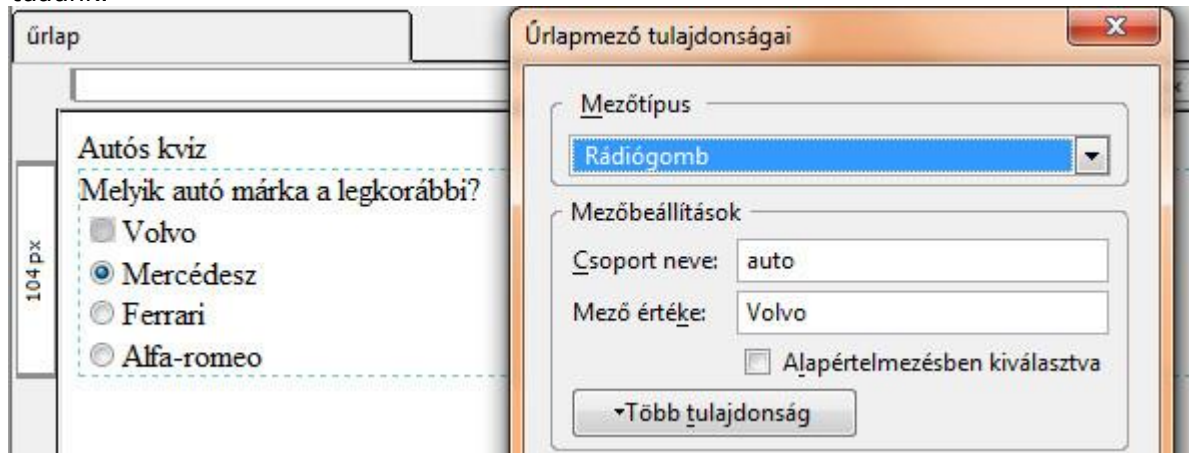 űrlap
Autós kviz
Melyik autó márka a legkorábbi?
Volvo
Mercédesz
Ferrari
Alfa-romeo
104 px
Űrlapmező tulajdonságai
Mezőtípus
Rádiógomb
Mezőbeállítások
Csoport neve: auto
Mező értéke: Volvo
Alapértelmezésben kiválasztva
Több tulajdonság